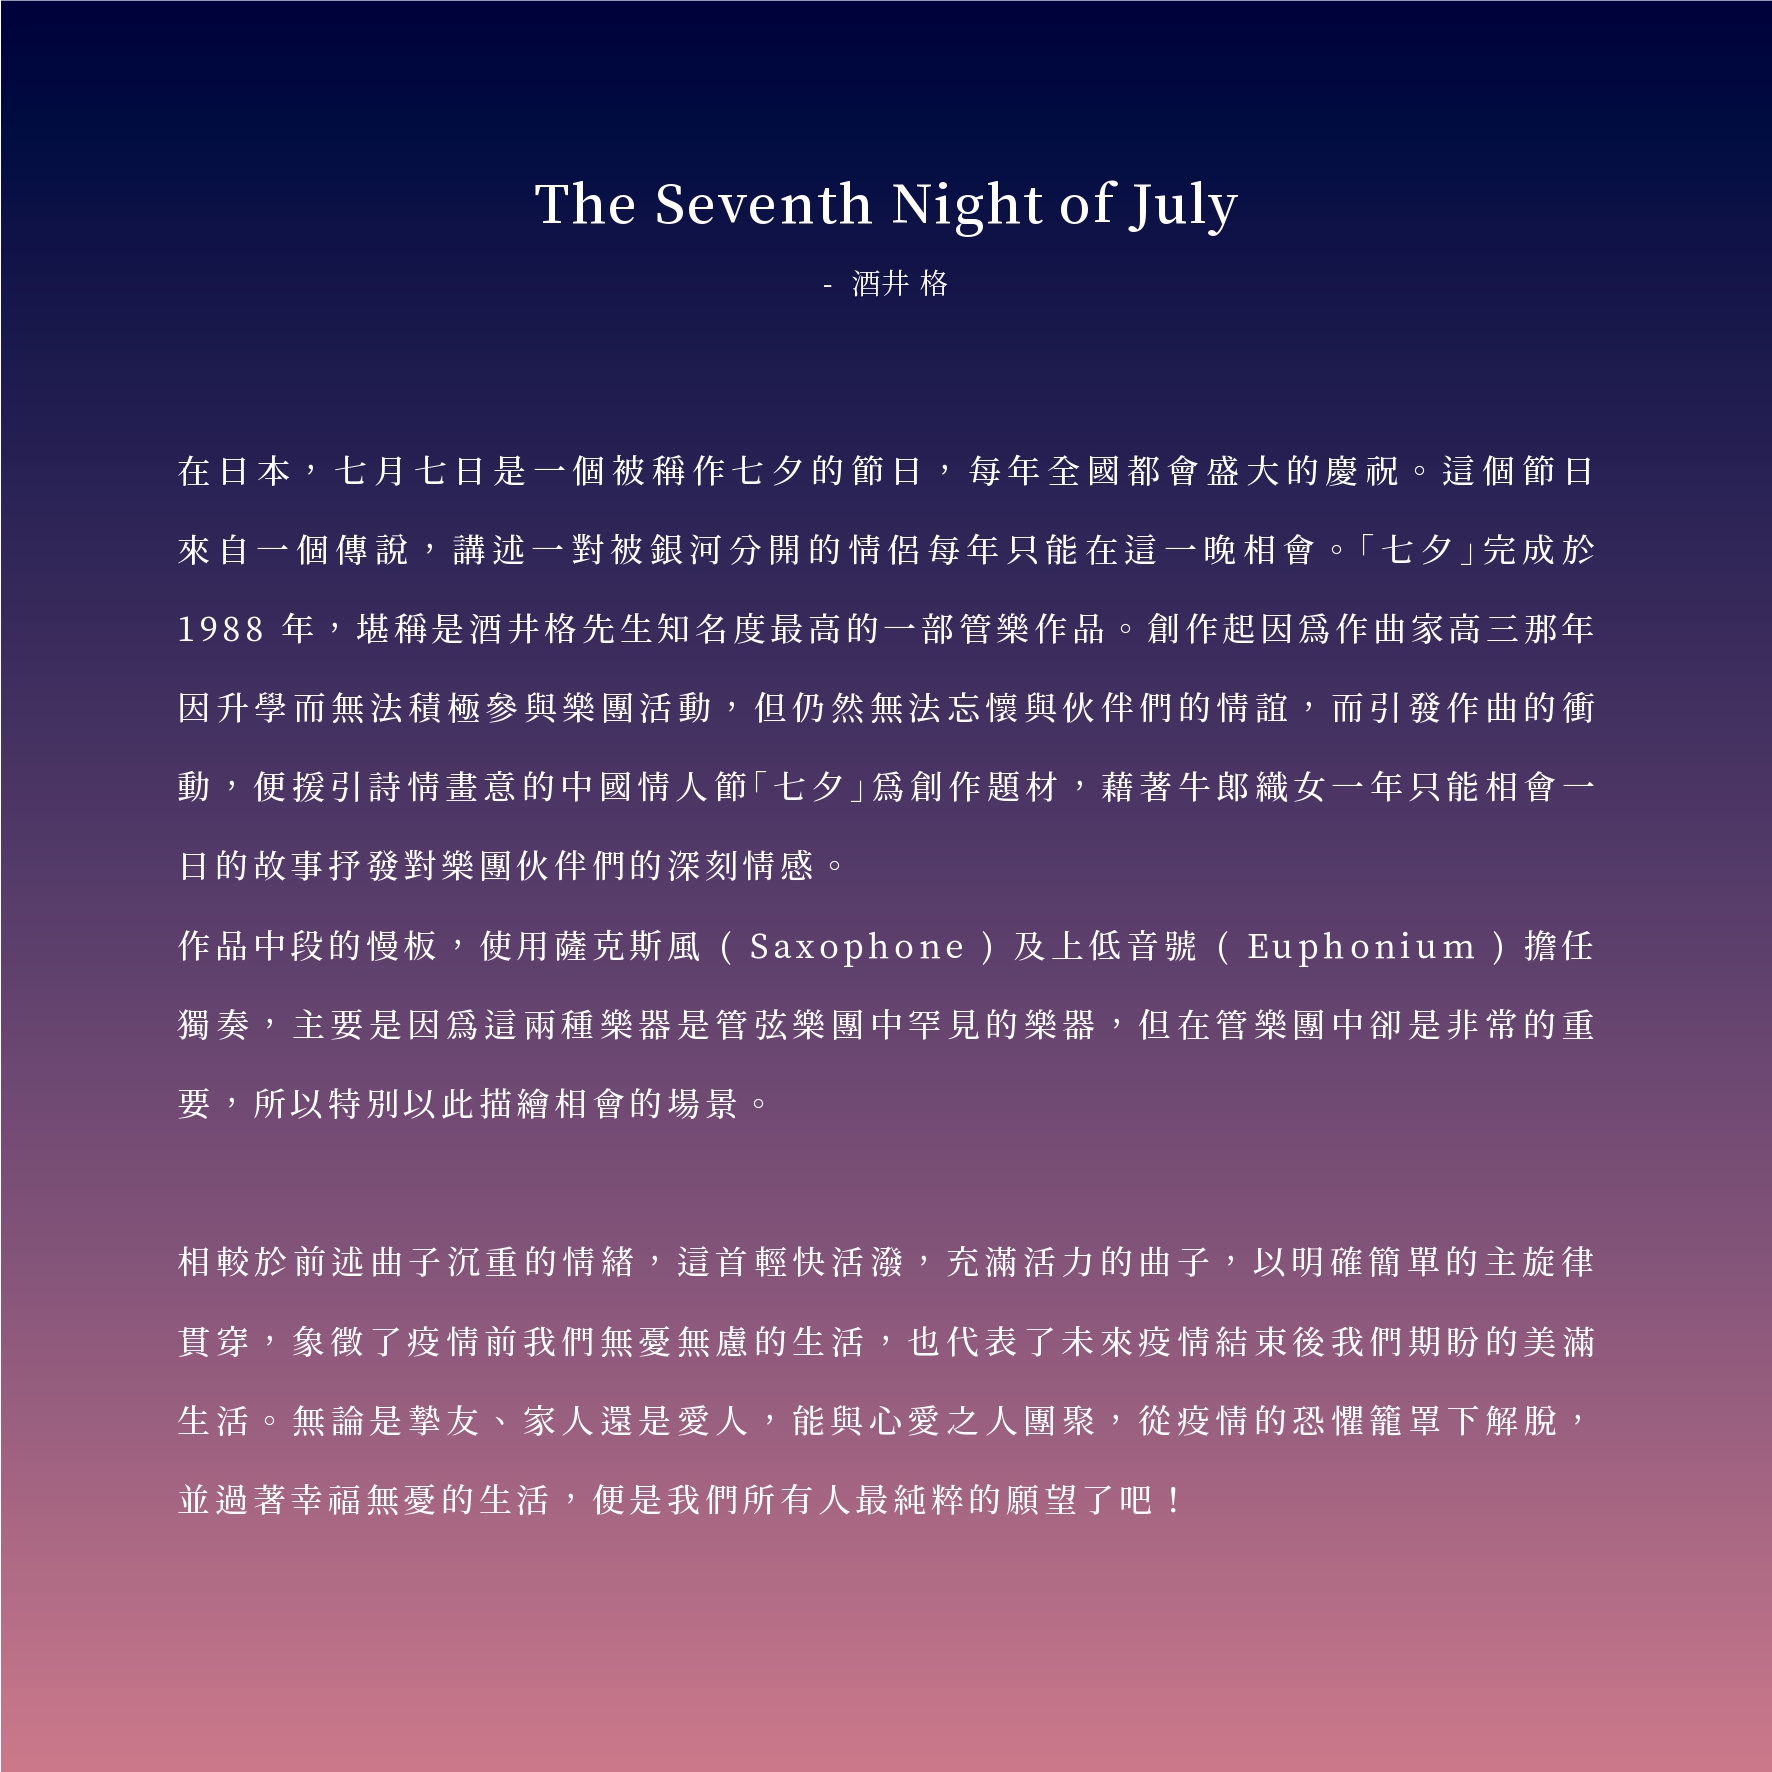 The Seventh Night of July
- 酒井 格
在日本，七月七日是一個被稱作七夕的節日，每年全國都會盛大的慶祝。這個節日
來自一個傳說，講述一對被銀河分開的情侶每年只能在這一晚相會。「七夕」完成於
1988 年，堪稱是酒井格先生知名度最高的一部管樂作品。創作起因爲作曲家高三那年
因升學而無法積極參與樂團活動，但仍然無法忘懷與伙伴們的情誼，而引發作曲的衝
動，便援引詩情畫意的中國情人節「七夕」爲創作題材，藉著牛郎織女一年只能相會一
日的故事抒發對樂團伙伴們的深刻情感。
作品中段的慢板，使用薩克斯風 ( Saxophone ) 及上低音號 ( Euphonium ) 擔任
獨奏，主要是因爲這兩種樂器是管弦樂團中罕見的樂器，但在管樂團中卻是非常的重
要，所以特別以此描繪相會的場景。
相較於前述曲子沉重的情緒，這首輕快活潑，充滿活力的曲子，以明確簡單的主旋律
貫穿，象徵了疫情前我們無憂無慮的生活，也代表了未來疫情結束後我們期盼的美滿
生活。無論是摯友、家人還是愛人，能與心愛之人團聚，從疫情的恐懼籠罩下解脫，
並過著幸福無憂的生活，便是我們所有人最純粹的願望了吧！